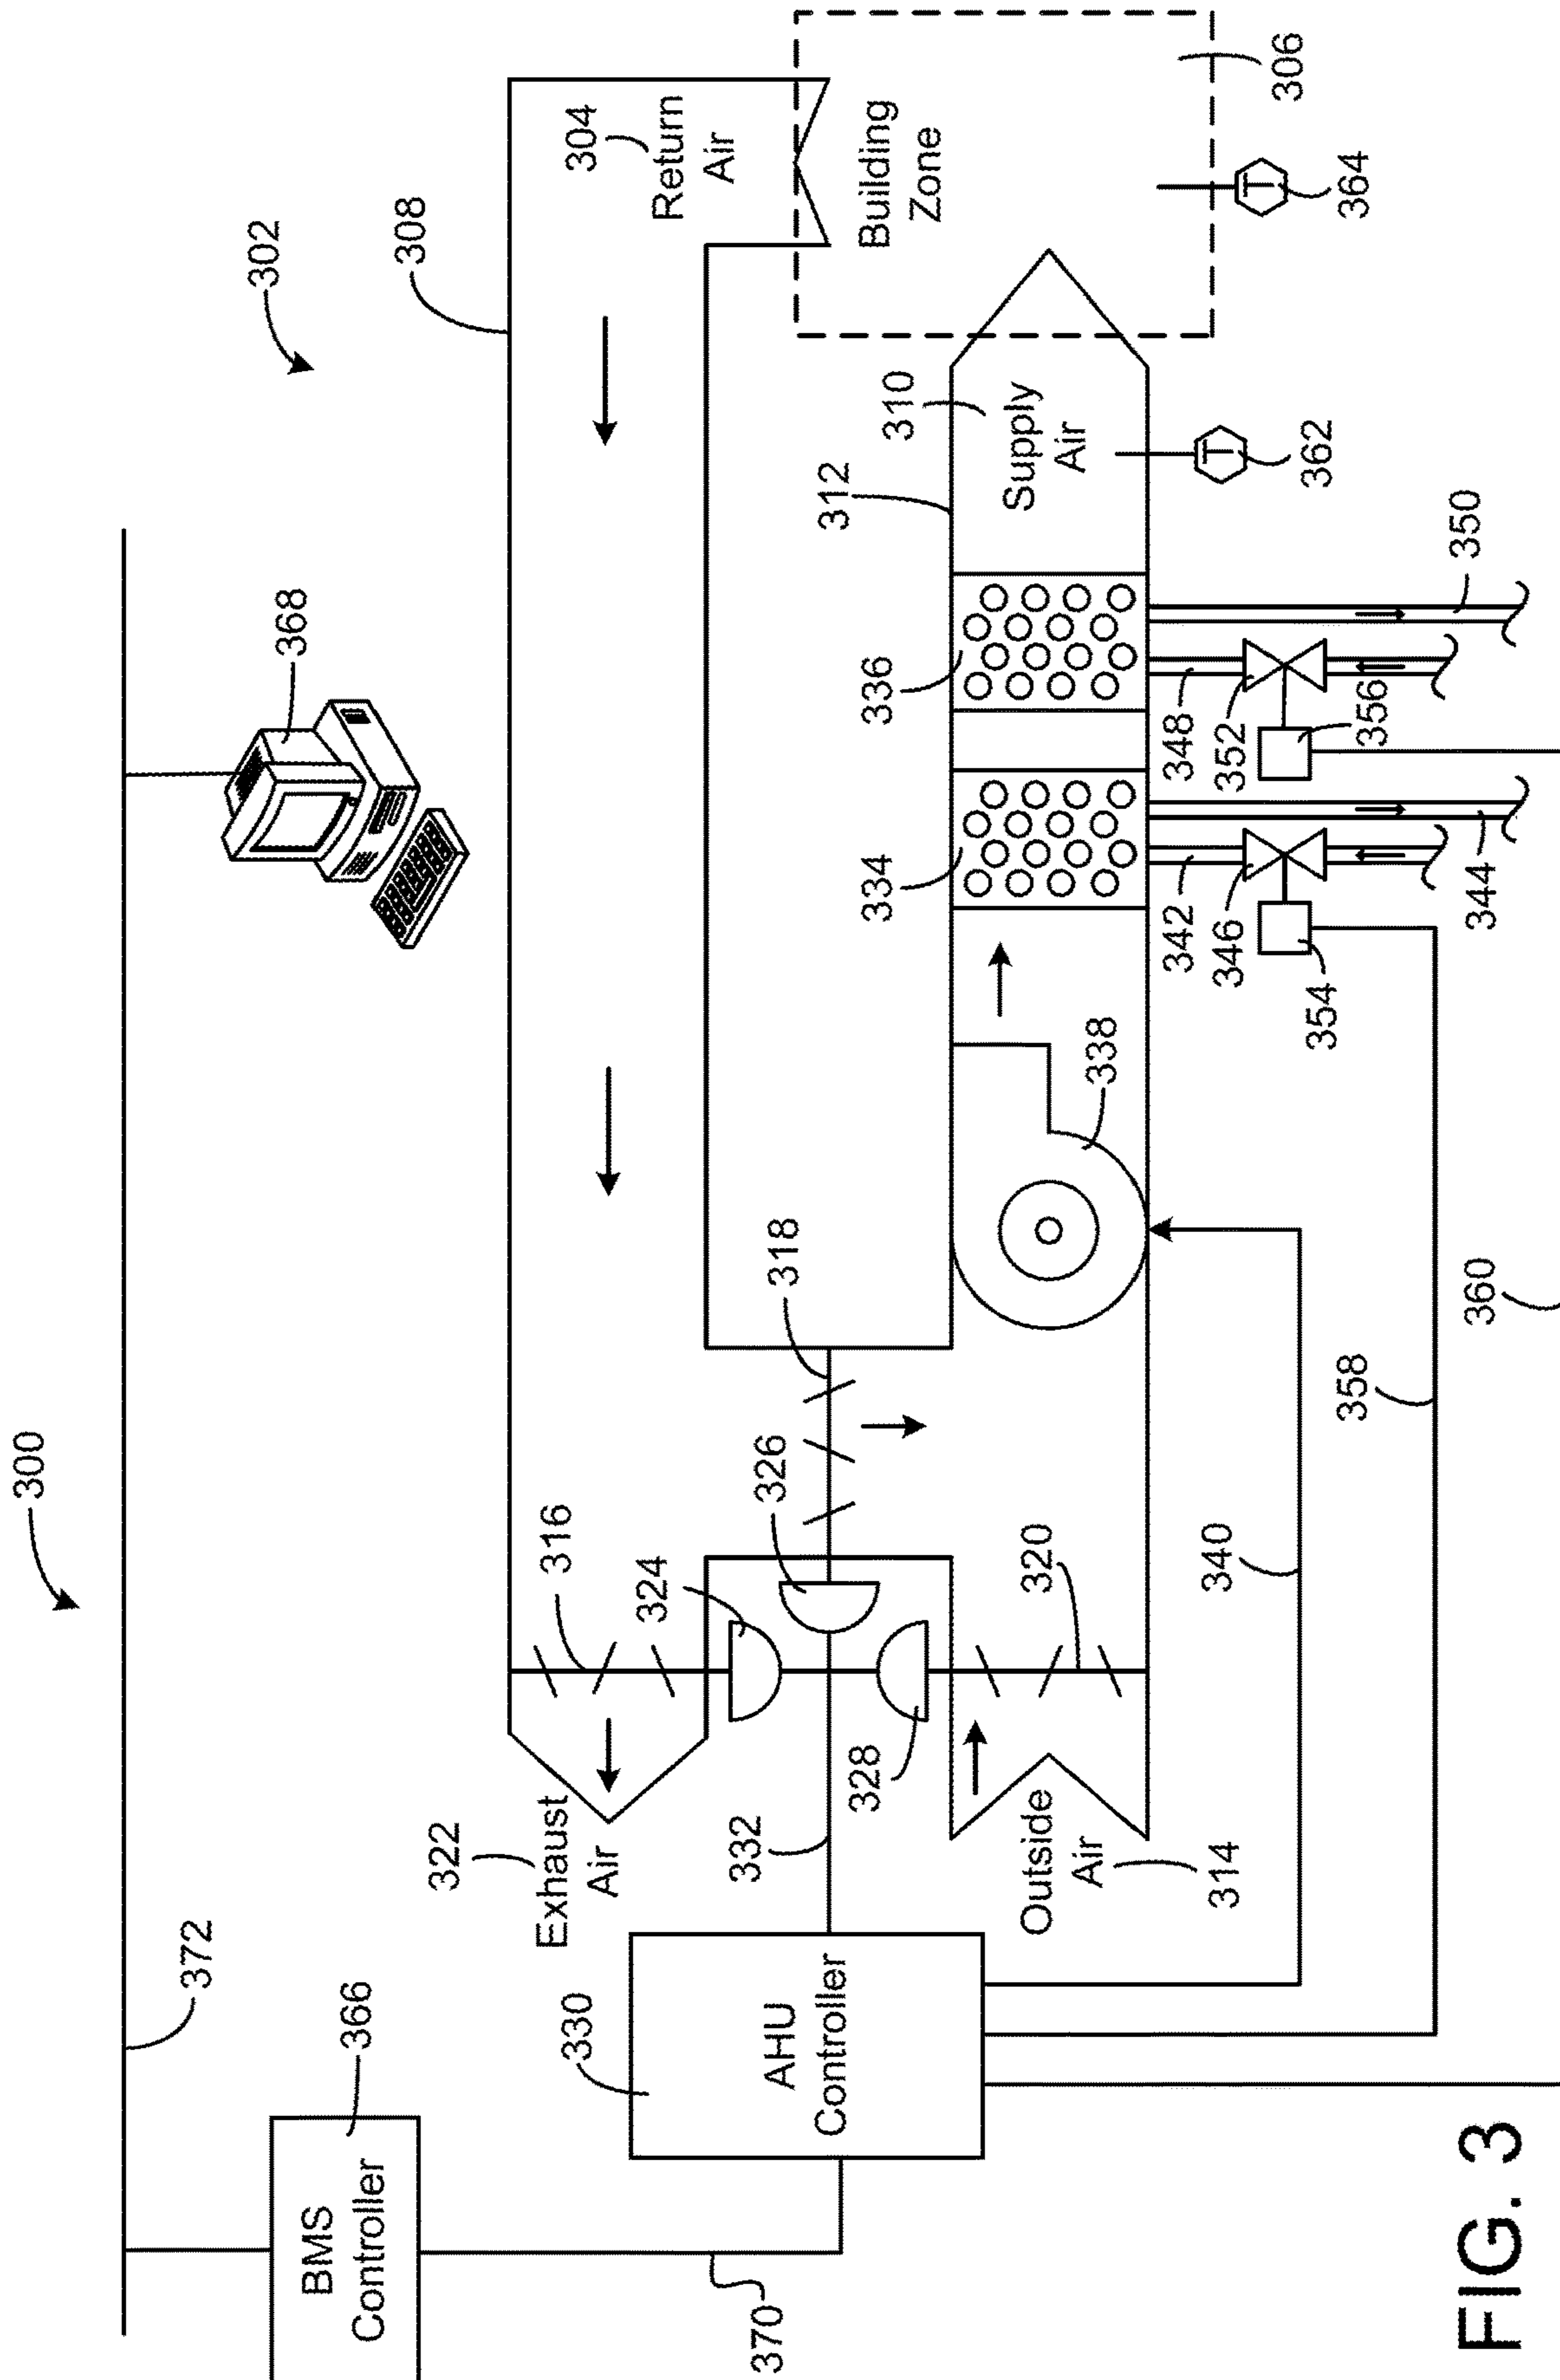 300
372
BMS
Controller
366
368
302
308
370
AHU
Controller
330
322
Exhaust
Air
316
324
304
Return
Air
326
318
332
328
Building
Zone
306
Outside
Air
314
320
338
334
336
312
310
Supply
Air
340
342
346
354
344
348
352
356
350
362
364
358
360
FIG. 3
T
T